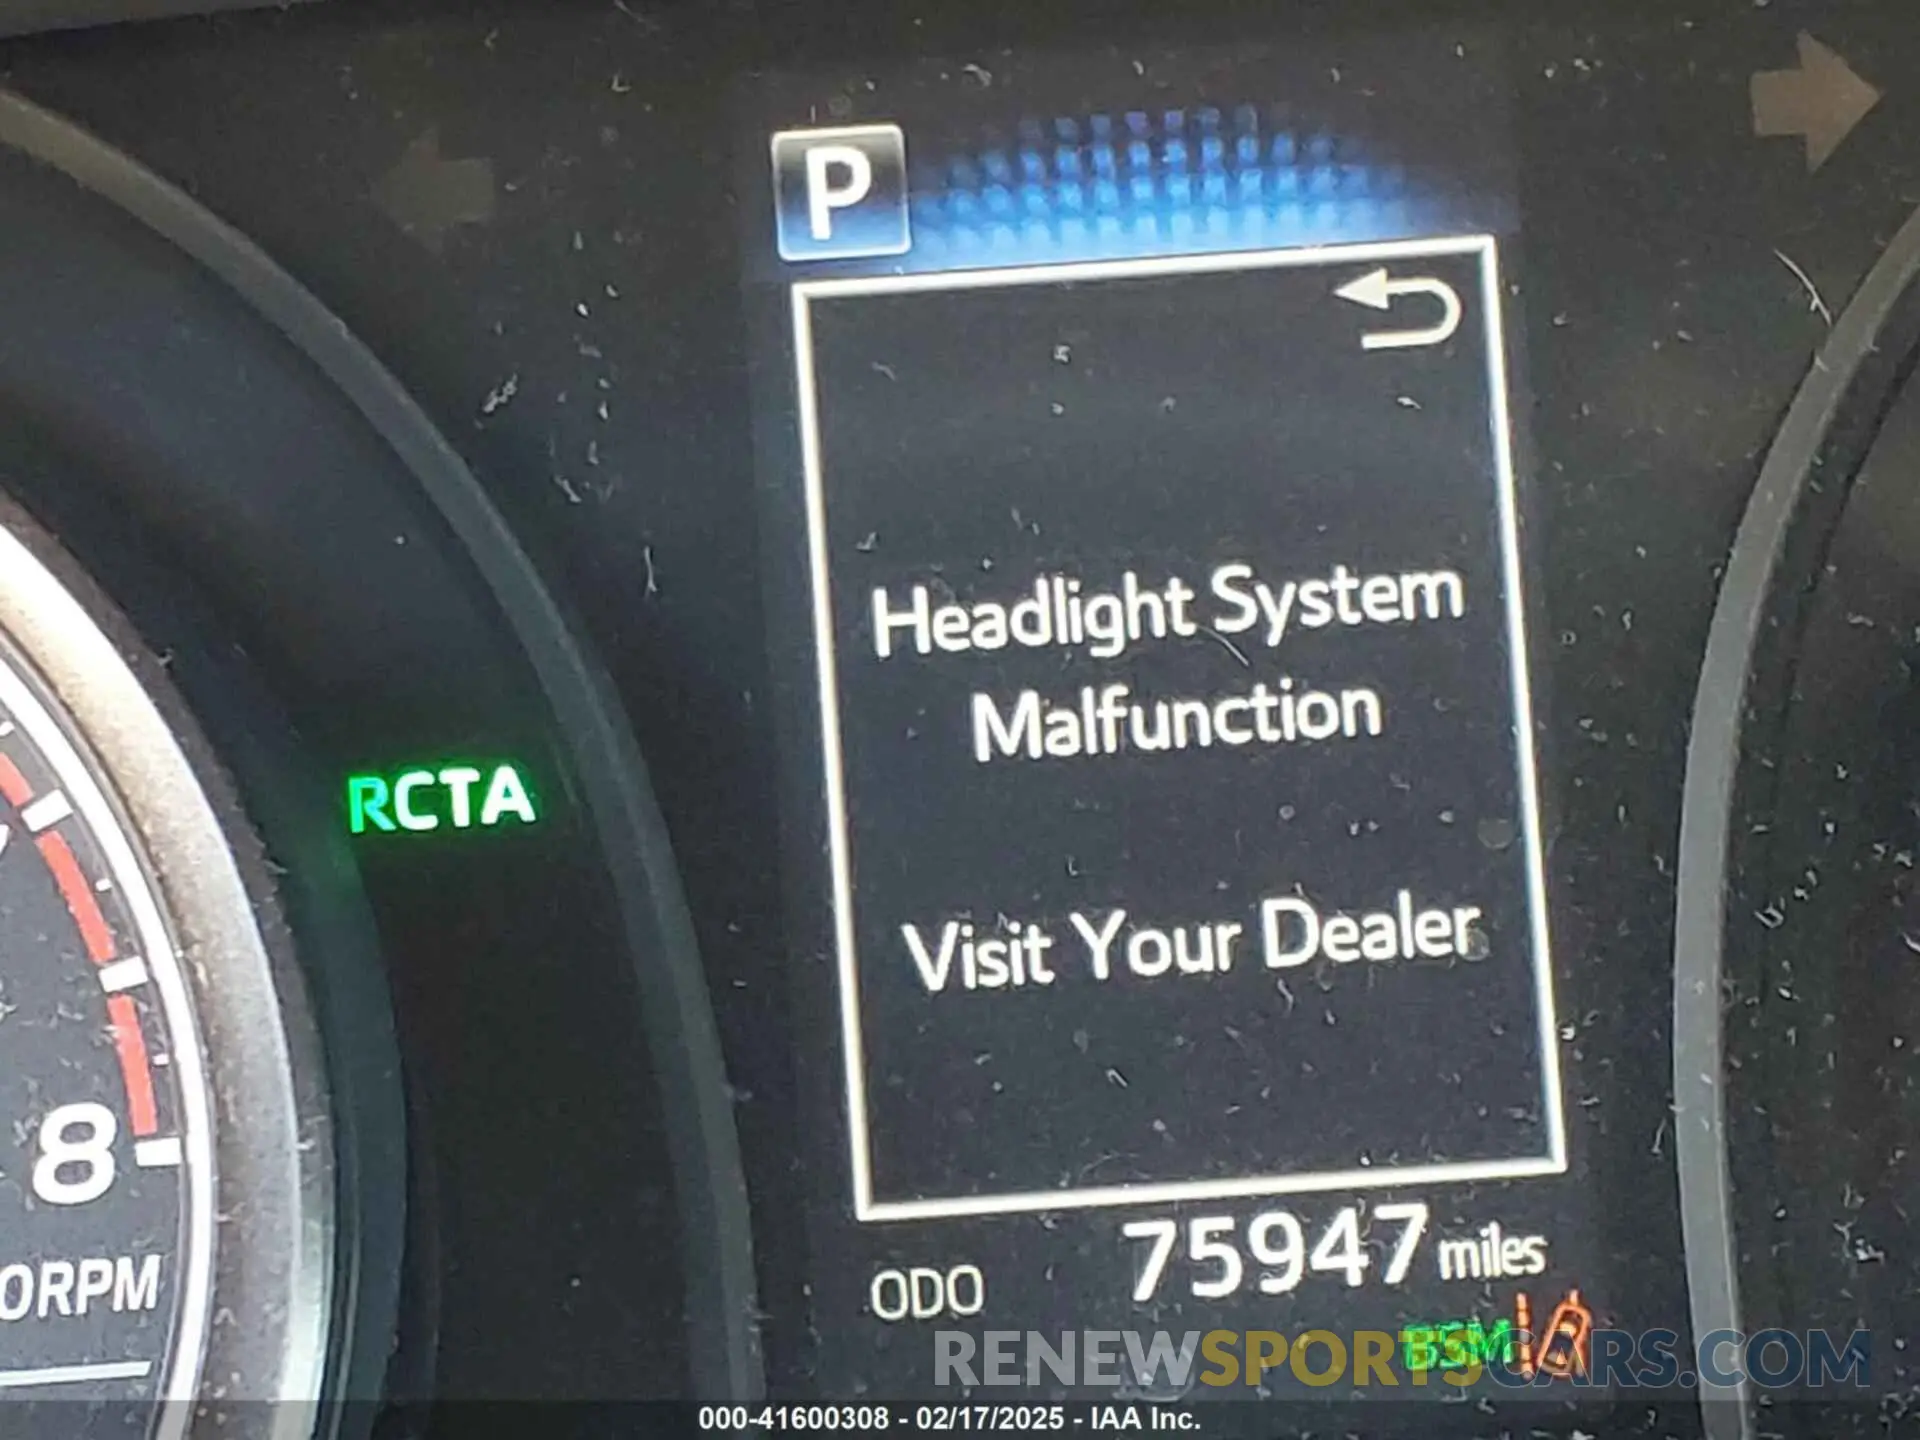 P
Headlight System
Malfunction
Visit Your Dealer
RCTA
8
0RPM
ODO 75947 miles
BSM
RENEWSPORTSCARS.COM
000-41600308 - 02/17/2025 - IAA Inc.